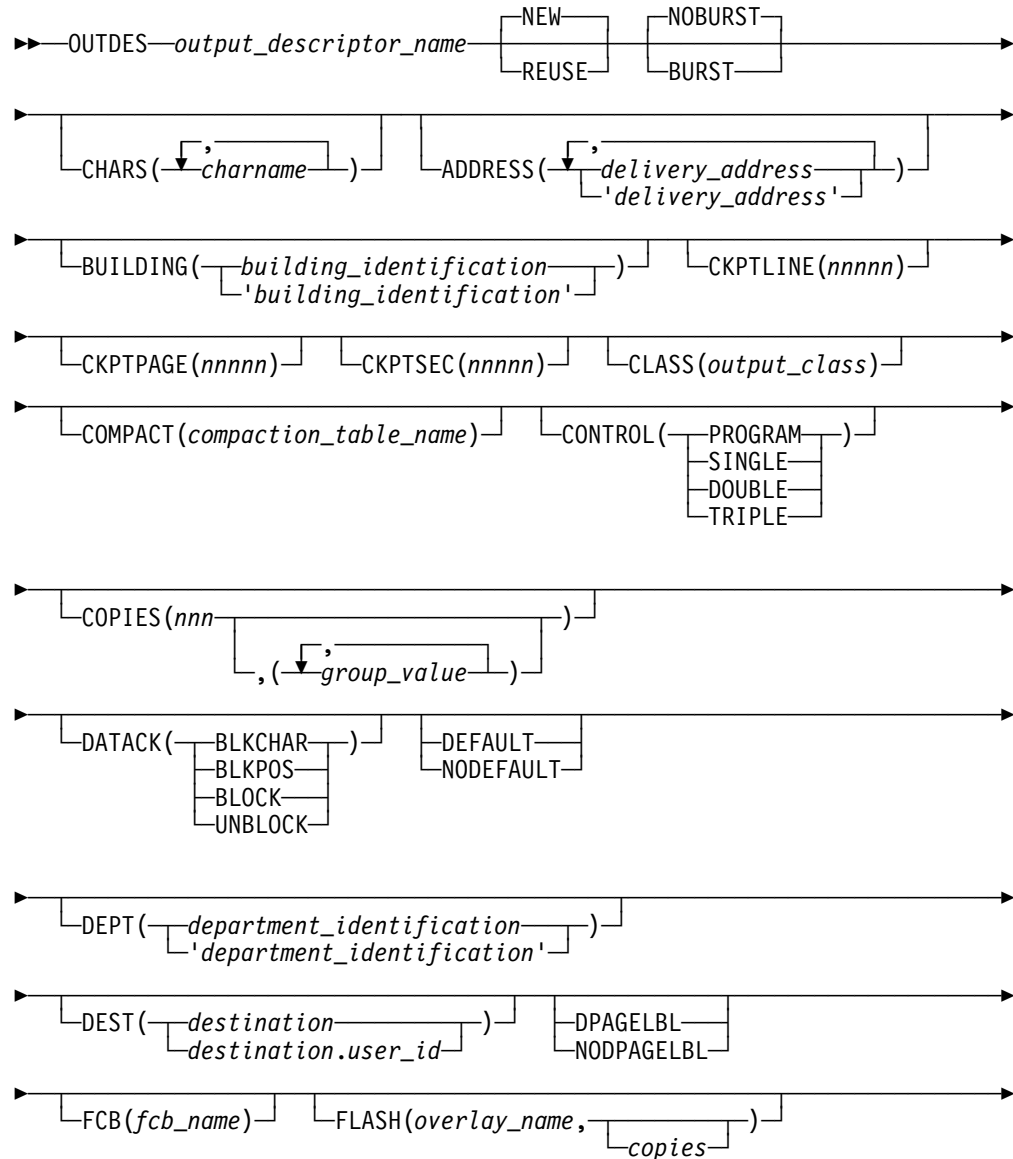 NEW NOBURST
OUTDES output_descriptor_name
REUSE BURST
, ,
CHARS( charname ) ADDRESS( delivery_address )
'delivery_address'
BUILDING( building_identification ) CKPTLINE(nnnnn)
'building_identification'
CKPTPAGE(nnnnn) CKPTSEC(nnnnn) CLASS(output_class)
COMPACT(compaction_table_name) CONTROL( PROGRAM )
SINGLE
DOUBLE
TRIPLE
COPIES(nnn )
,
,( group_value )
DATACK( BLKCHAR ) DEFAULT
BLKPOS NODEFAULT
BLOCK
UNBLOCK
DEPT( department_identification )
'department_identification'
DEST( destination ) DPAGELBL
destination.user_id NODPAGELBL
FCB(fcb_name) FLASH(overlay_name, )
copies